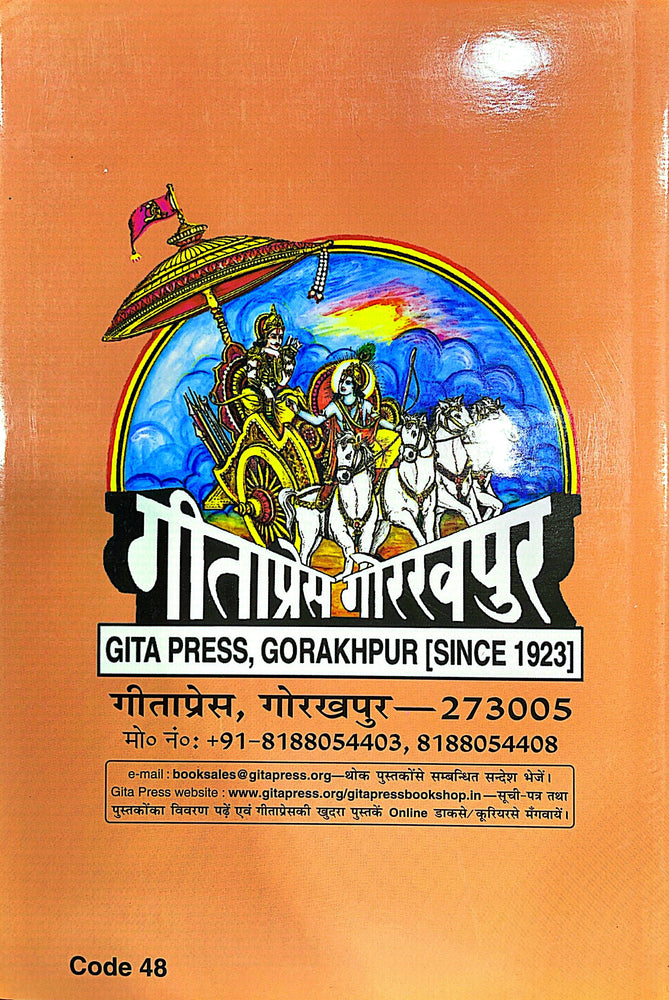 गीताप्रेस गोरखपुर
GITA PRESS, GORAKHPUR [SINCE 1923]
गीताप्रेस, गोरखपुर—273005
मो० नं०: +91-8188054403, 8188054408
e-mail : booksales@gitapress.org—थोक पुस्तकोंसे सम्बन्धित सन्देश भेजें।
Gita Press website : www.gitapress.org/gitapressbookshop.in—सूची-पत्र तथा
पुस्तकोंका विवरण पढ़ें एवं गीताप्रेसकी खुदरा पुस्तकें Online डाकसे/कूरियरसे मँगवायें।
Code 48